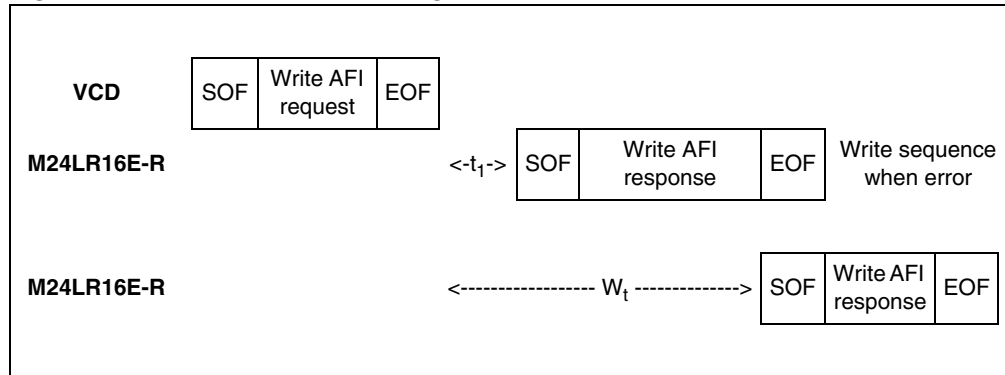 VCD SOF Write AFI request EOF
M24LR16E-R <-t1-> SOF Write AFI response EOF Write sequence when error
M24LR16E-R <------------------ Wt --------------> SOF Write AFI response EOF